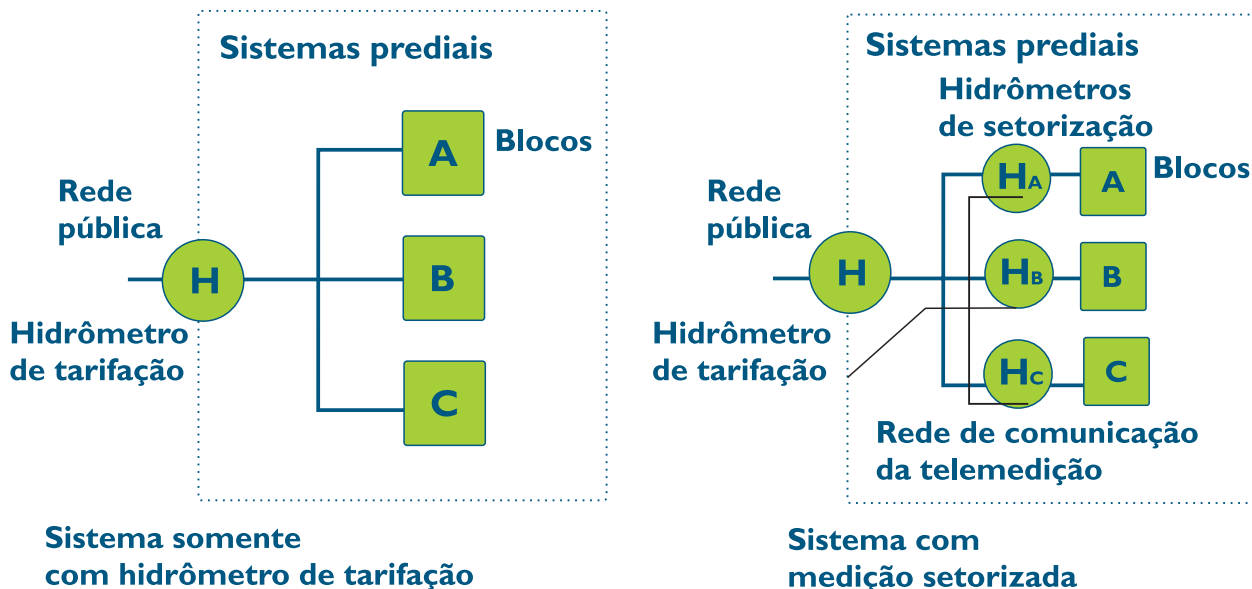 Sistemas prediais
A
Blocos
Rede
pública
H
B
Hidrômetro
de tarifação
C
Sistema somente
com hidrômetro de tarifação
Sistemas prediais
Hidrômetros
de setorização
HA
A
Blocos
Rede
pública
H
HB
B
Hidrômetro
de tarifação
HC
C
Rede de comunicação
da telemedição
Sistema com
medição setorizada